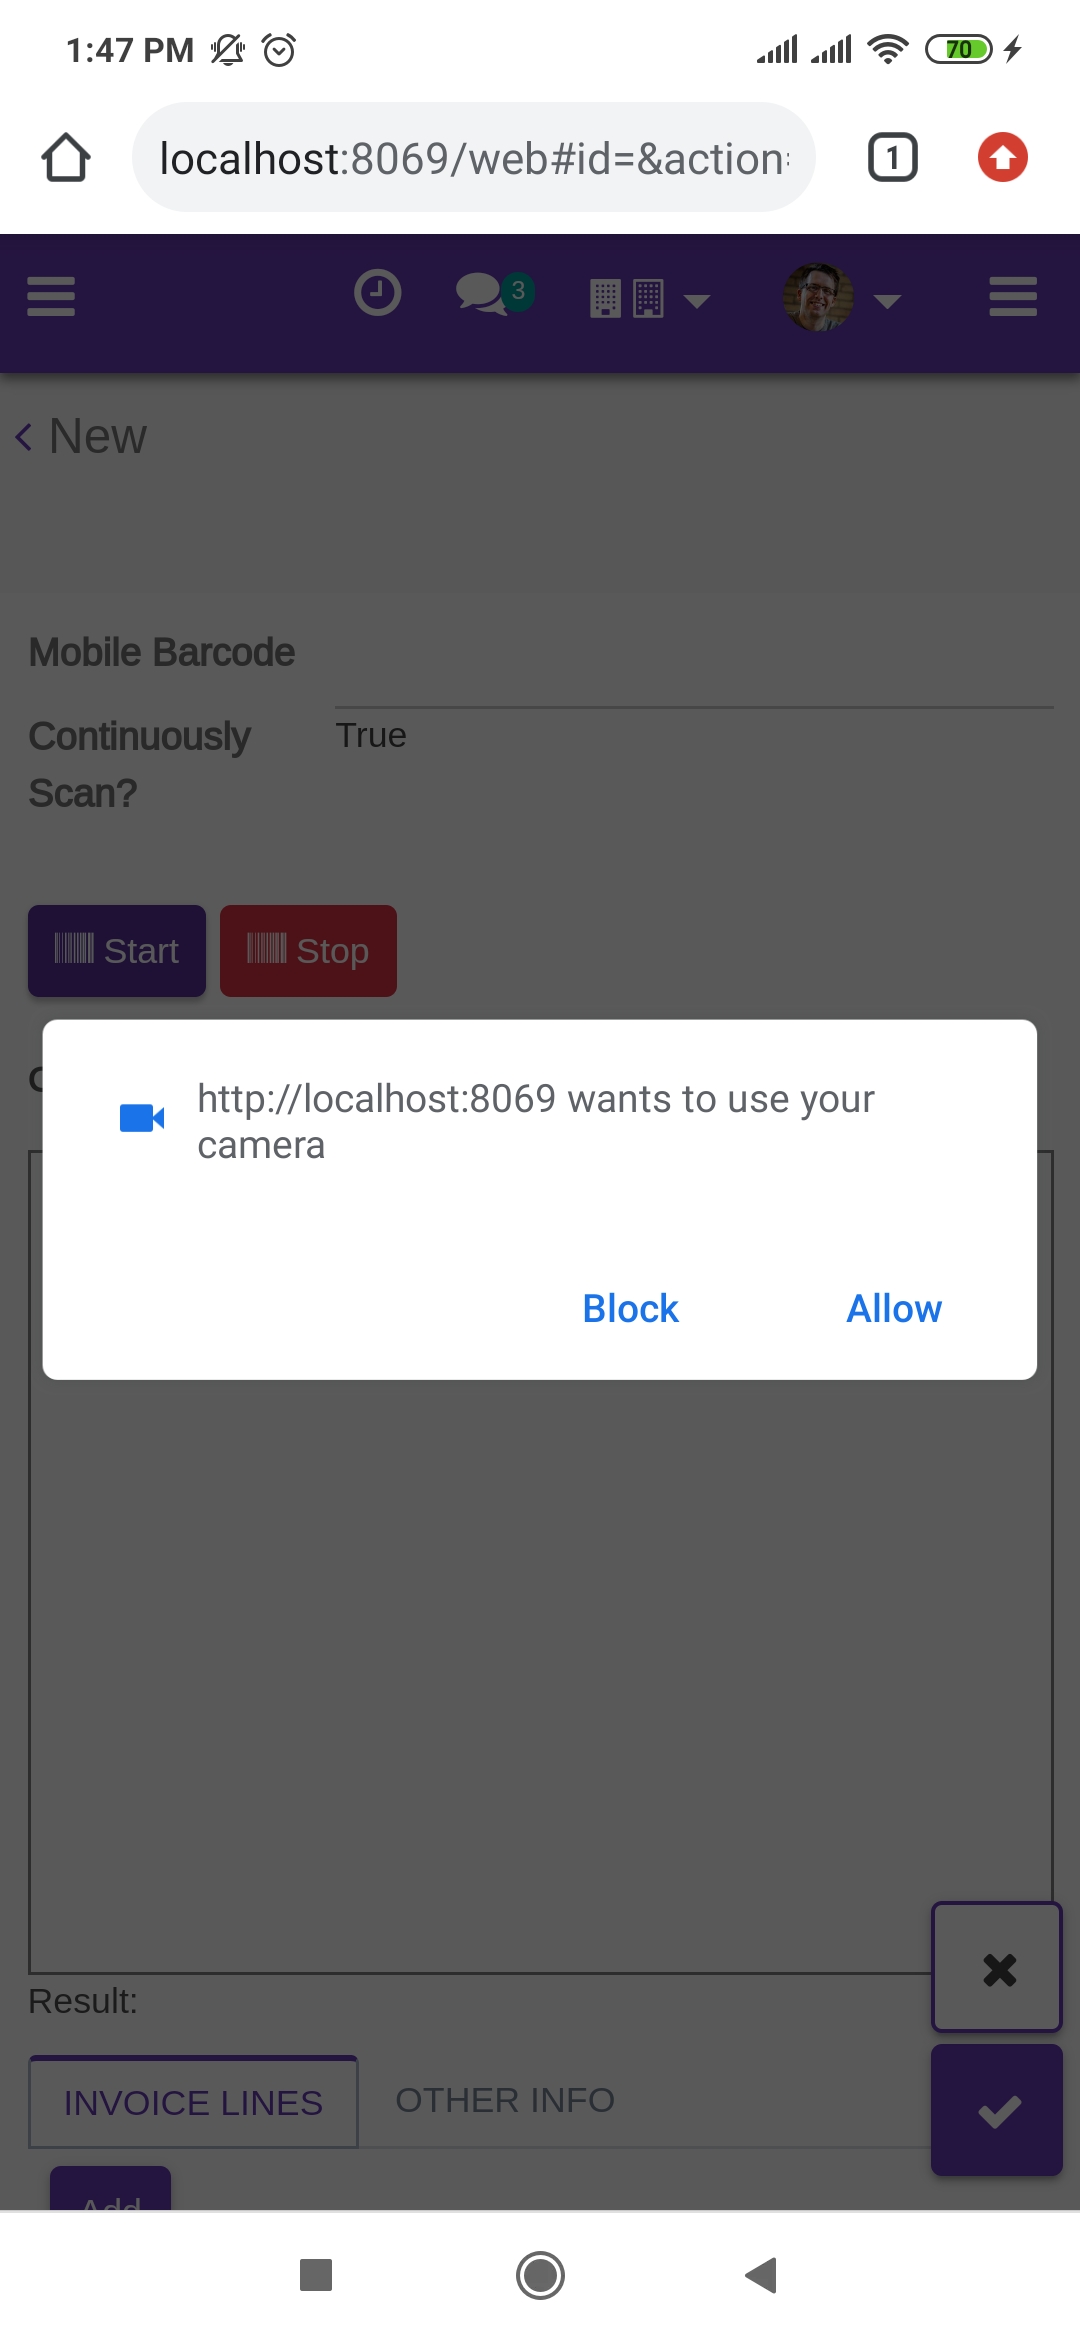 1:47 PM
70
localhost:8069/web#id=&action
1
3
New
Mobile Barcode
Continuously
Scan?
True
Start
Stop
http://localhost:8069 wants to use your
camera
Block
Allow
Result:
INVOICE LINES
OTHER INFO
Add